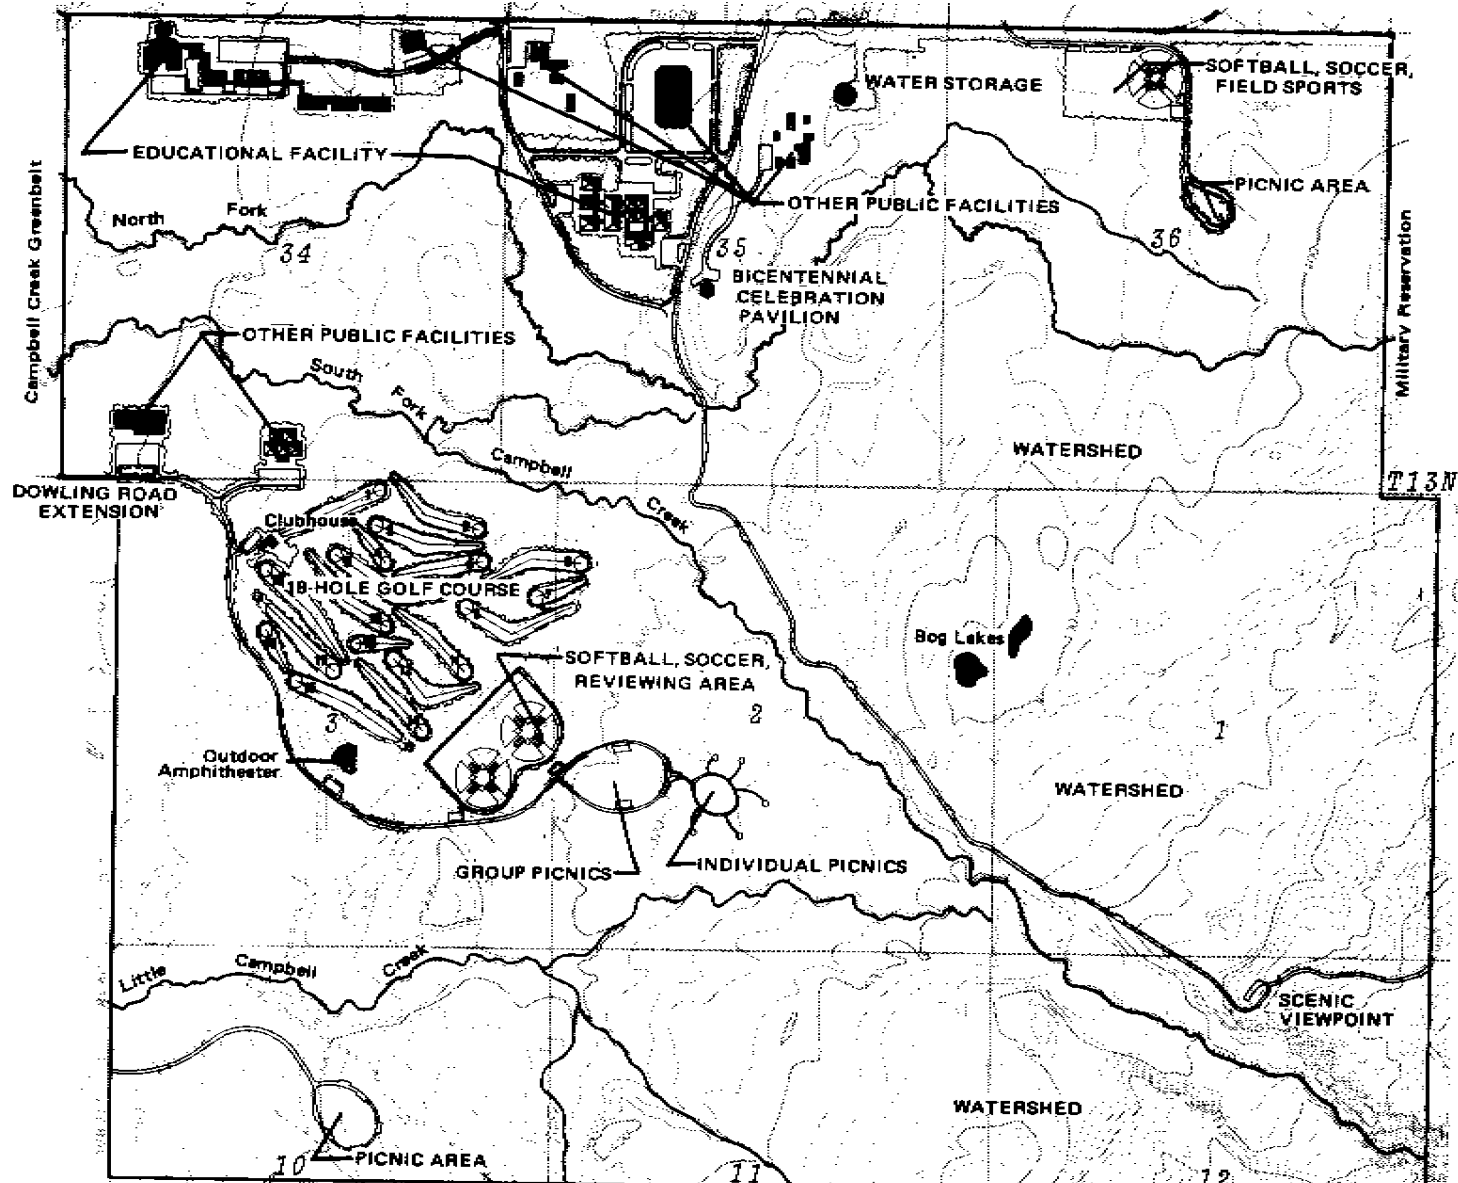 WATER STORAGE
SOFTBALL, SOCCER,
FIELD SPORTS
EDUCATIONAL FACILITY
PICNIC AREA
OTHER PUBLIC FACILITIES
North Fork
34
35
36
Campbell Creek Greenbelt
Military Reservation
BICENTENNIAL
CELEBRATION
PAVILION
OTHER PUBLIC FACILITIES
South Fork Campbell Creek
WATERSHED
T13N
DOWLING ROAD
EXTENSION
Clubhouse
18-HOLE GOLF COURSE
Bog Lakes
SOFTBALL, SOCCER,
REVIEWING AREA
3
2
1
Outdoor
Amphitheater
WATERSHED
GROUP PICNICS
INDIVIDUAL PICNICS
Little Campbell Creek
SCENIC
VIEWPOINT
WATERSHED
PICNIC AREA
10
11
12